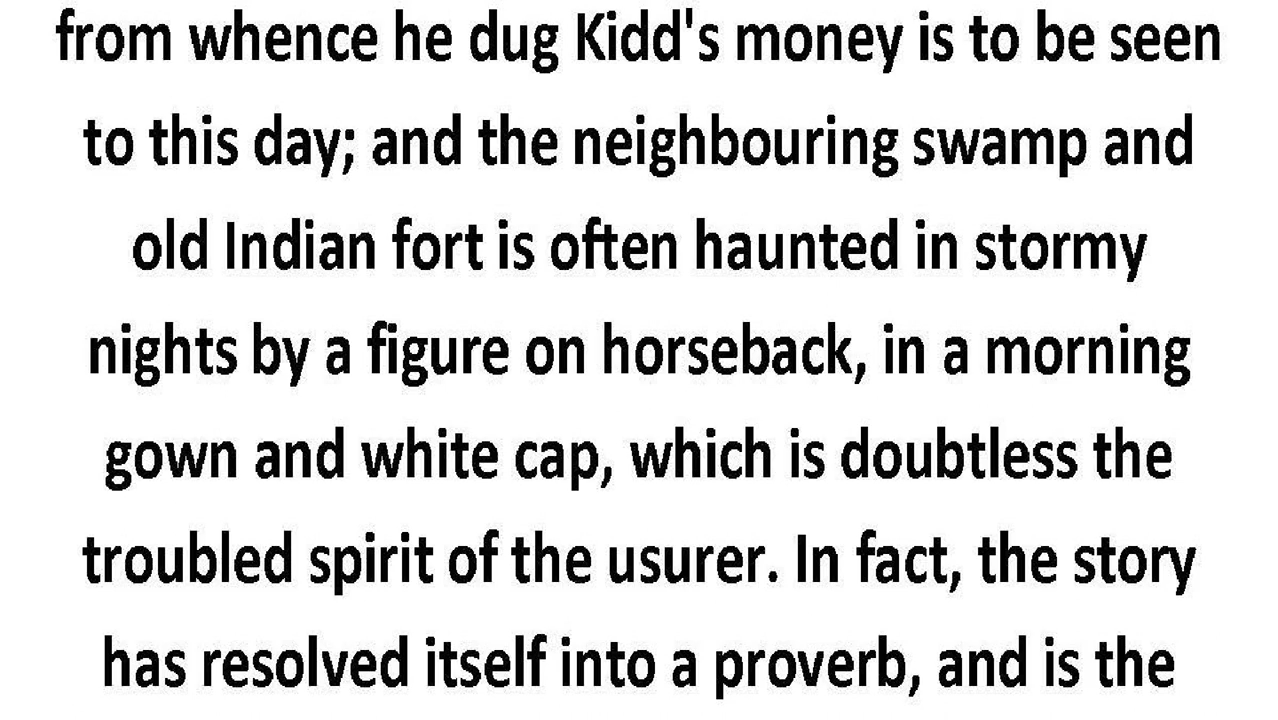 from whence he dug Kidd's money is to be seen
to this day; and the neighbouring swamp and
old Indian fort is often haunted in stormy
nights by a figure on horseback, in a morning
gown and white cap, which is doubtless the
troubled spirit of the usurer. In fact, the story
has resolved itself into a proverb, and is the